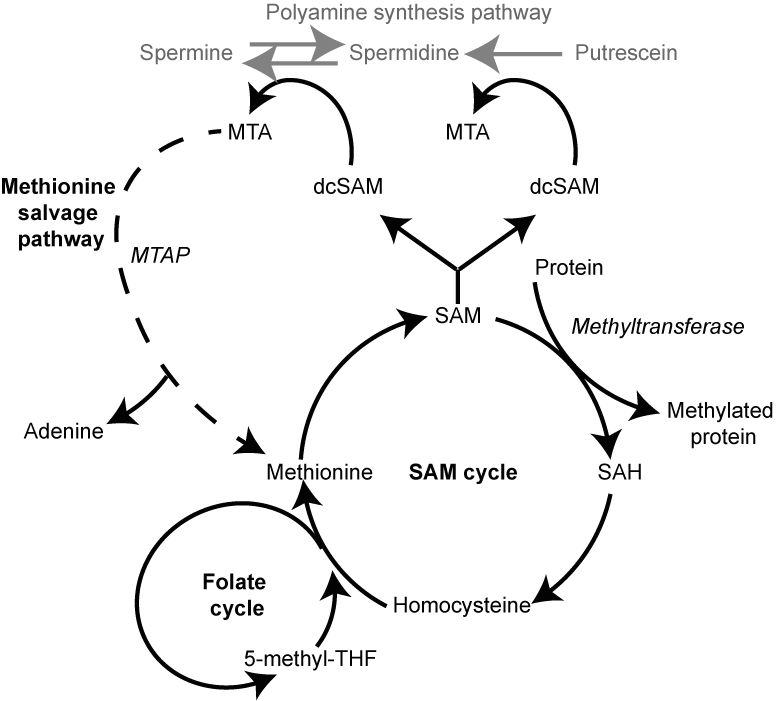 Polyamine synthesis pathway
Spermine
Spermidine
Putrescein
MTA
MTA
dcSAM
dcSAM
Methionine
salvage
pathway
MTAP
Protein
SAM
Methyltransferase
Adenine
Methylated
protein
Methionine
SAM cycle
SAH
Folate
cycle
Homocysteine
5-methyl-THF